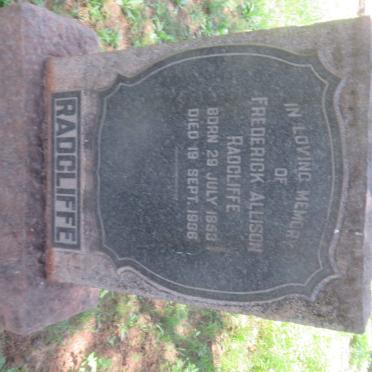 IN LOVING MEMORY
OF
FREDERICK ALLISON
RADCLIFFE
BORN 29 JULY
DIED 19 SEPT.
RADCLIFFE